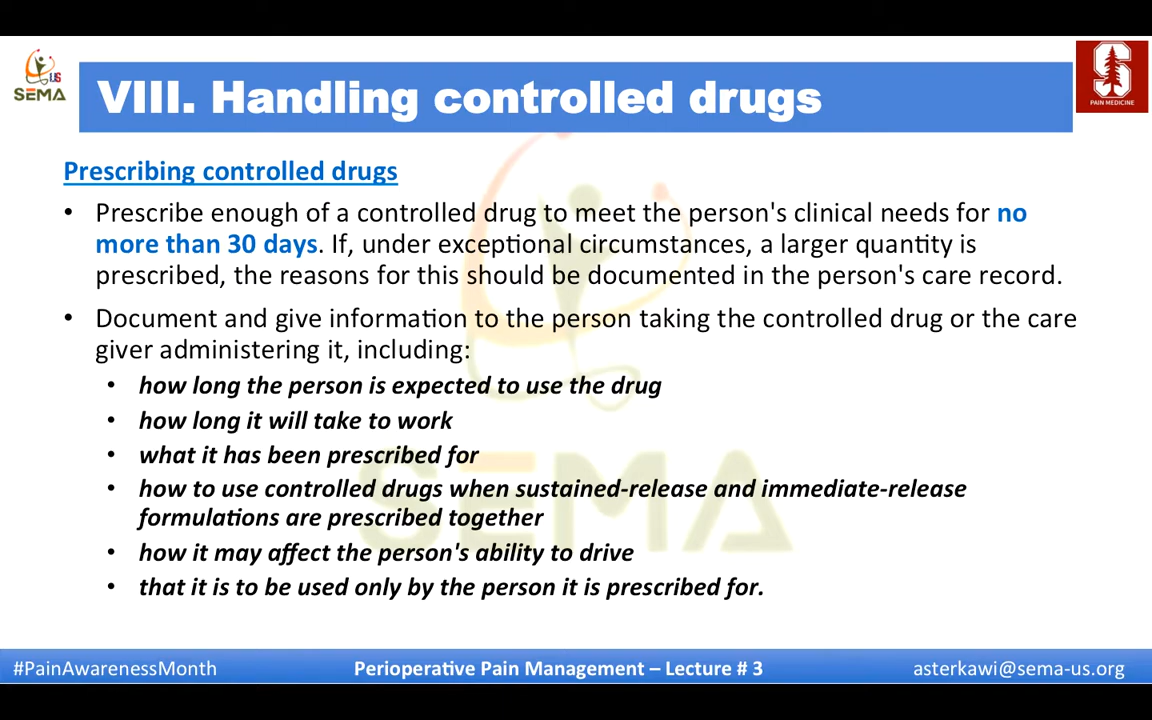 US
SEMA
VIII. Handling controlled drugs
S
PAIN MEDICINE
Prescribing controlled drugs
• Prescribe enough of a controlled drug to meet the person's clinical needs for no
more than 30 days. If, under exceptional circumstances, a larger quantity is
prescribed, the reasons for this should be documented in the person's care record.
• Document and give information to the person taking the controlled drug or the care
giver administering it, including:
• how long the person is expected to use the drug
• how long it will take to work
• what it has been prescribed for
• how to use controlled drugs when sustained-release and immediate-release
formulations are prescribed together
• how it may affect the person's ability to drive
• that it is to be used only by the person it is prescribed for.
SEMA
#PainAwarenessMonth
Perioperative Pain Management – Lecture # 3
asterkawi@sema-us.org